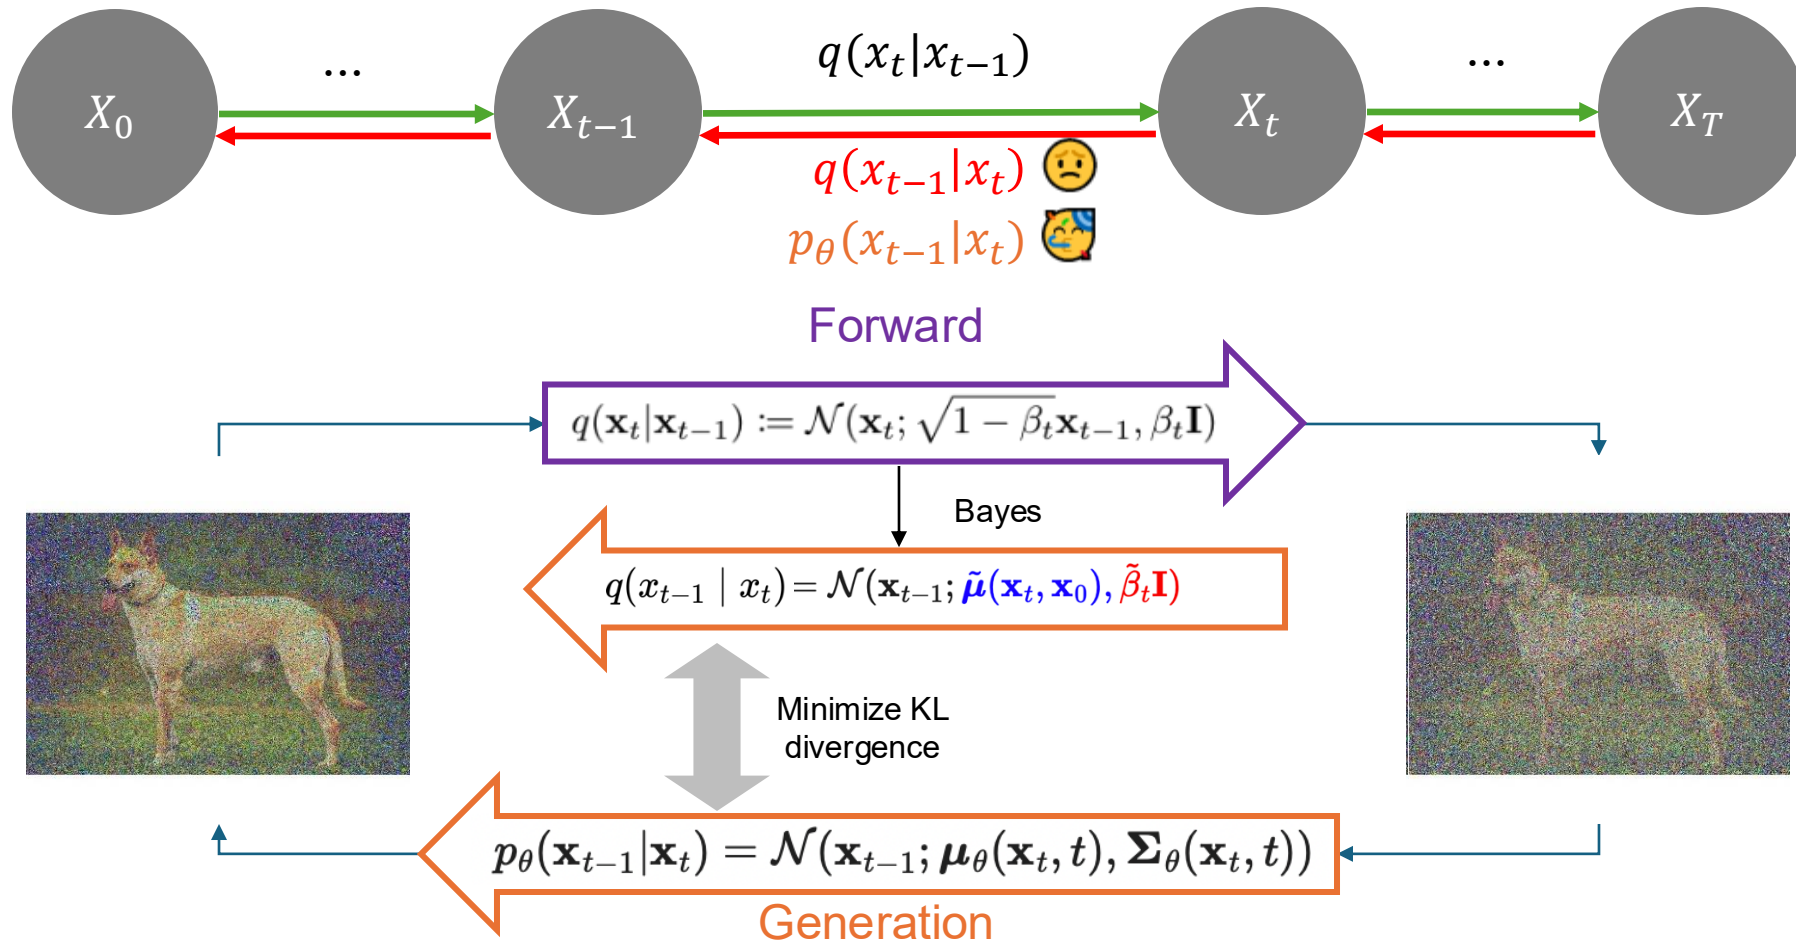 ...
q(x_t|x_{t−1})
...
X_0
X_{t−1}
X_t
X_T
q(x_{t−1}|x_t)
p_θ(x_{t−1}|x_t)
Forward
q(𝐱_t|𝐱_{t−1}) := 𝒩(𝐱_t; √(1 − β_t)𝐱_{t−1}, β_t𝐈)
Bayes
q(x_{t−1} | x_t) = 𝒩(𝐱_{t−1}; μ̃(𝐱_t, 𝐱_0), β̃_t𝐈)
Minimize KL
divergence
p_θ(𝐱_{t−1}|𝐱_t) = 𝒩(𝐱_{t−1}; μ_θ(𝐱_t, t), Σ_θ(𝐱_t, t))
Generation